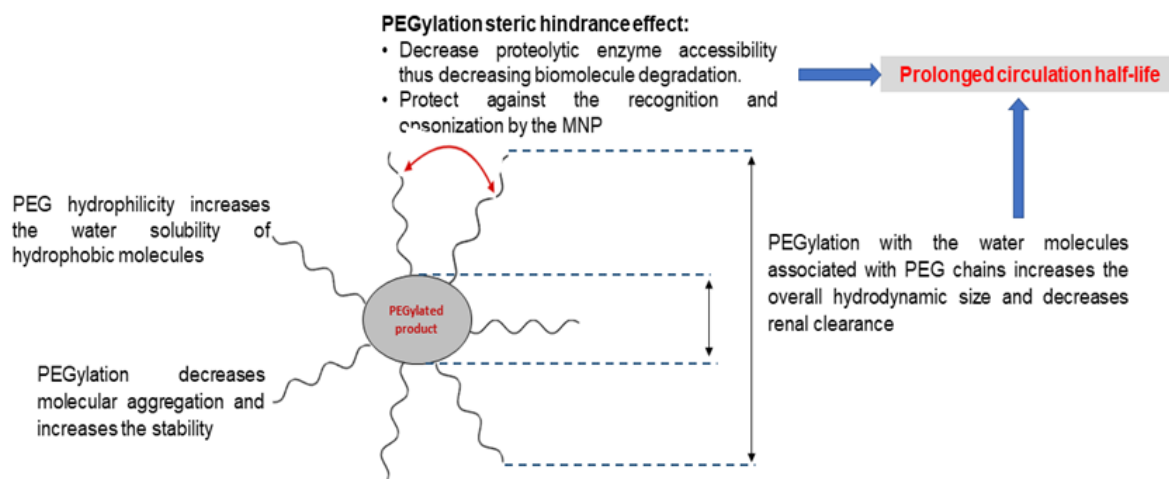 PEGylation steric hindrance effect:
• Decrease proteolytic enzyme accessibility
thus decreasing biomolecule degradation.
• Protect against the recognition and
opsonization by the MNP
Prolonged circulation half-life
PEG hydrophilicity increases
the water solubility of
hydrophobic molecules
PEGylation with the water molecules
associated with PEG chains increases the
overall hydrodynamic size and decreases
renal clearance
PEGylated
product
PEGylation decreases
molecular aggregation and
increases the stability